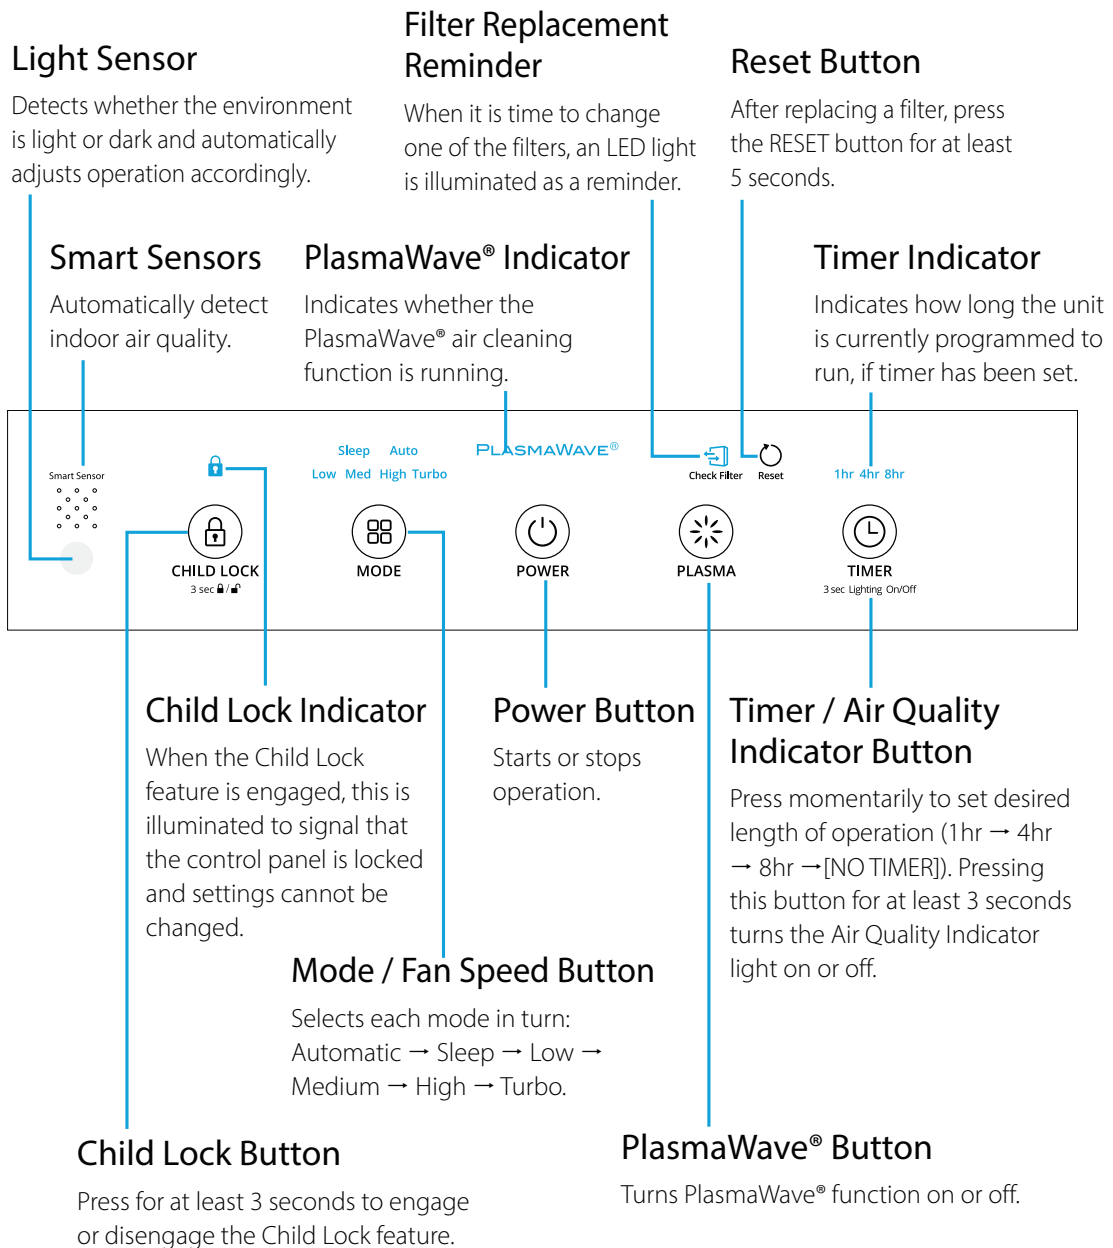 Light Sensor
Detects whether the environment
is light or dark and automatically
adjusts operation accordingly.
Filter Replacement
Reminder
When it is time to change
one of the filters, an LED light
is illuminated as a reminder.
Reset Button
After replacing a filter, press
the RESET button for at least
5 seconds.
Smart Sensors
Automatically detect
indoor air quality.
PlasmaWave® Indicator
Indicates whether the
PlasmaWave® air cleaning
function is running.
Timer Indicator
Indicates how long the unit
is currently programmed to
run, if timer has been set.
Smart Sensor
Sleep Auto
Low Med High Turbo
PLASMAWAVE®
Check Filter
Reset
1hr 4hr 8hr
CHILD LOCK
3 sec /
MODE
POWER
PLASMA
TIMER
3 sec Lighting On/Off
Child Lock Indicator
When the Child Lock
feature is engaged, this is
illuminated to signal that
the control panel is locked
and settings cannot be
changed.
Power Button
Starts or stops
operation.
Timer / Air Quality
Indicator Button
Press momentarily to set desired
length of operation (1hr → 4hr
→ 8hr →[NO TIMER]). Pressing
this button for at least 3 seconds
turns the Air Quality Indicator
light on or off.
Mode / Fan Speed Button
Selects each mode in turn:
Automatic → Sleep → Low →
Medium → High → Turbo.
Child Lock Button
Press for at least 3 seconds to engage
or disengage the Child Lock feature.
PlasmaWave® Button
Turns PlasmaWave® function on or off.